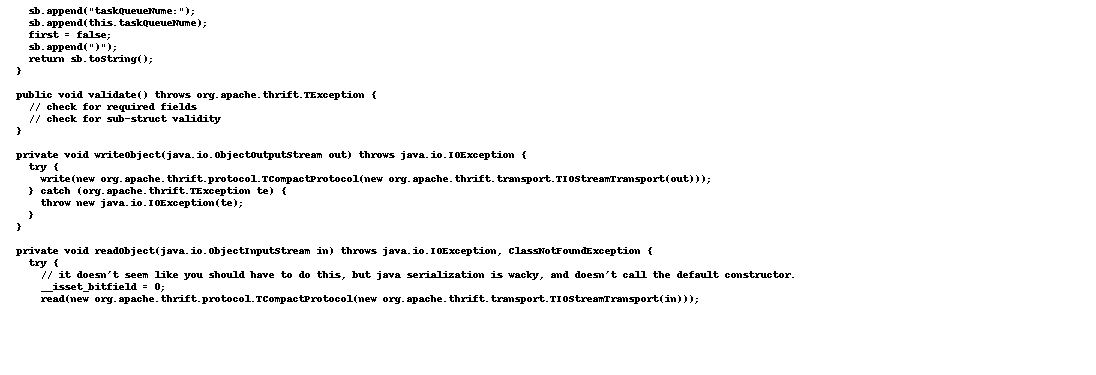 sb.append("taskQueueNume:");
sb.append(this.taskQueueNume);
first = false;
sb.append(")");
return sb.toString();
}
public void validate() throws org.apache.thrift.TException {
// check for required fields
// check for sub-struct validity
}
private void writeObject(java.io.ObjectOutputStream out) throws java.io.IOException {
try {
write(new org.apache.thrift.protocol.TCompactProtocol(new org.apache.thrift.transport.TIOStreamTransport(out)));
} catch (org.apache.thrift.TException te) {
throw new java.io.IOException(te);
}
}
private void readObject(java.io.ObjectInputStream in) throws java.io.IOException, ClassNotFoundException {
try {
// it doesn't seem like you should have to do this, but java serialization is wacky, and doesn't call the default constructor.
__isset_bitfield = 0;
read(new org.apache.thrift.protocol.TCompactProtocol(new org.apache.thrift.transport.TIOStreamTransport(in)));